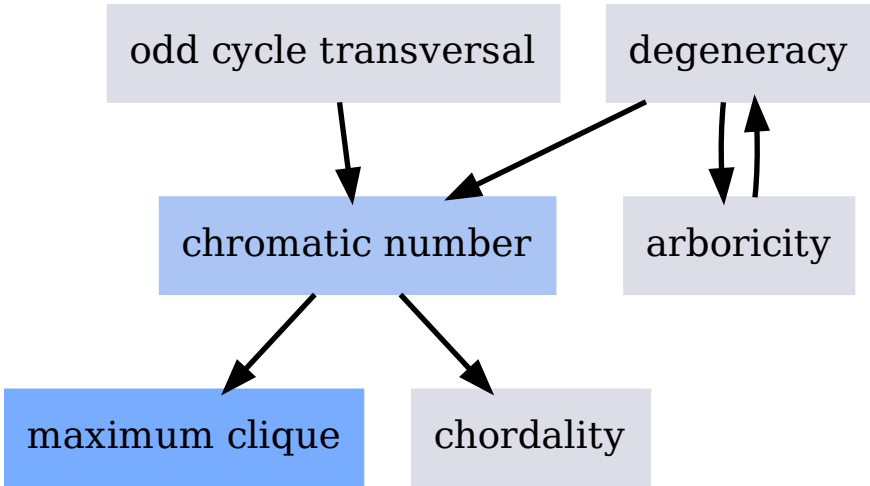 odd cycle transversal
degeneracy
chromatic number
arboricity
maximum clique
chordality